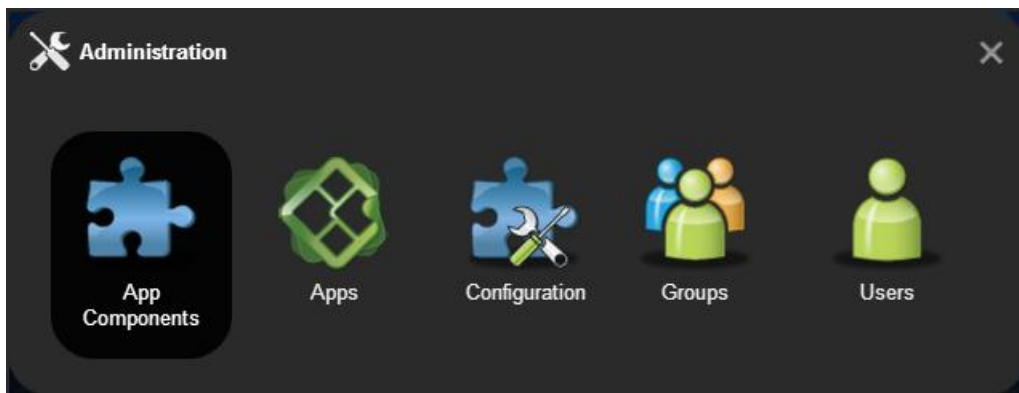 Administration
App
Components
Apps
Configuration
Groups
Users